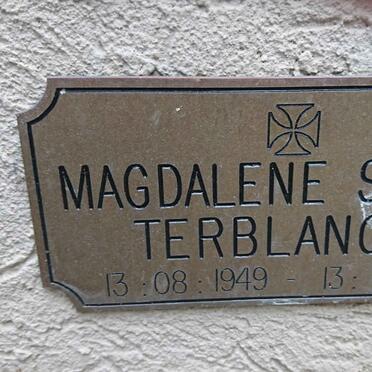 MAGDALENE
TERBLANC
13 : 08 : 1949 - 13 :